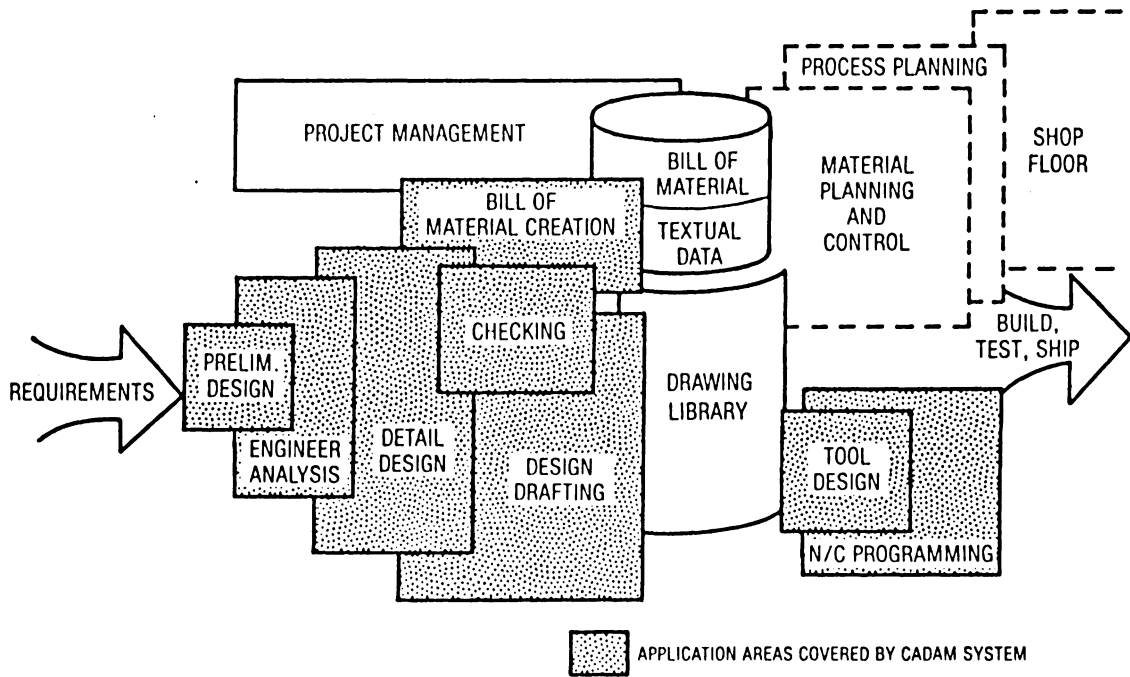 PROCESS PLANNING
PROJECT MANAGEMENT
SHOP
FLOOR
BILL OF
MATERIAL
MATERIAL
PLANNING
AND
CONTROL
BILL OF
MATERIAL CREATION
TEXTUAL
DATA
CHECKING
BUILD,
TEST, SHIP
REQUIREMENTS
PRELIM.
DESIGN
DRAWING
LIBRARY
ENGINEER
ANALYSIS
DETAIL
DESIGN
DESIGN
DRAFTING
TOOL
DESIGN
N/C PROGRAMMING
APPLICATION AREAS COVERED BY CADAM SYSTEM